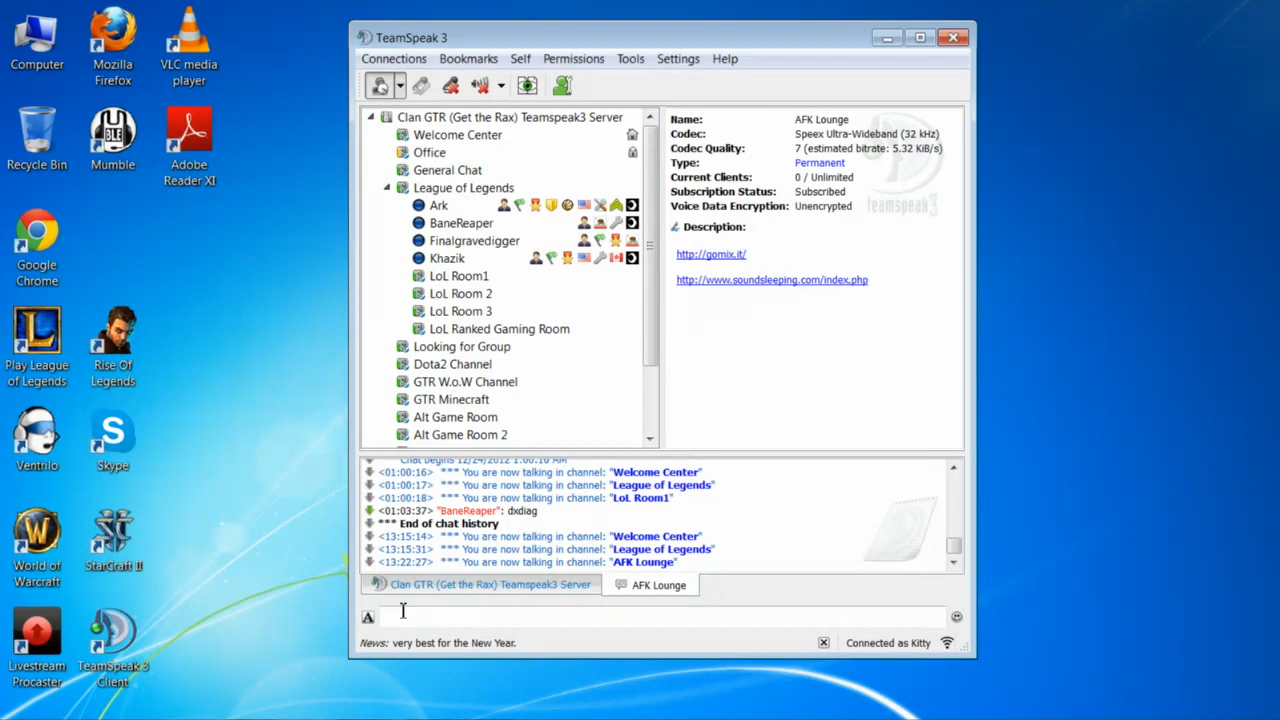 Computer
Mozilla
Firefox
VLC media
player
Recycle Bin
Mumble
Adobe
Reader XI
Google
Chrome
Play League
of Legends
Rise Of
Legends
Ventrilo
Skype
World of
Warcraft
StarCraft II
Livestream
Procaster
TeamSpeak 3
Client
TeamSpeak 3
Connections Bookmarks Self Permissions Tools Settings Help
Clan GTR (Get the Rax) Teamspeak3 Server
Welcome Center
Office
General Chat
League of Legends
Ark
BaneReaper
Finalgravedigger
Khazik
LoL Room1
LoL Room 2
LoL Room 3
LoL Ranked Gaming Room
Looking for Group
Dota2 Channel
GTR W.o.W Channel
GTR Minecraft
Alt Game Room
Alt Game Room 2
Name: AFK Lounge
Codec: Speex Ultra-Wideband (32 kHz)
Codec Quality: 7 (estimated bitrate: 5.32 KiB/s)
Type: Permanent
Current Clients: 0 / Unlimited
Subscription Status: Subscribed
Voice Data Encryption: Unencrypted
teamspeak3
Description:
http://gomix.it/
http://www.soundsleeping.com/index.php
<01:00:16> *** You are now talking in channel: "Welcome Center"
<01:00:17> *** You are now talking in channel: "League of Legends"
<01:00:18> *** You are now talking in channel: "LoL Room1"
<01:03:37> "BaneReaper": dxdiag
*** End of chat history
<13:15:14> *** You are now talking in channel: "Welcome Center"
<13:15:31> *** You are now talking in channel: "League of Legends"
<13:22:27> *** You are now talking in channel: "AFK Lounge"
Clan GTR (Get the Rax) Teamspeak3 Server AFK Lounge
A
News: very best for the New Year. Connected as Kitty